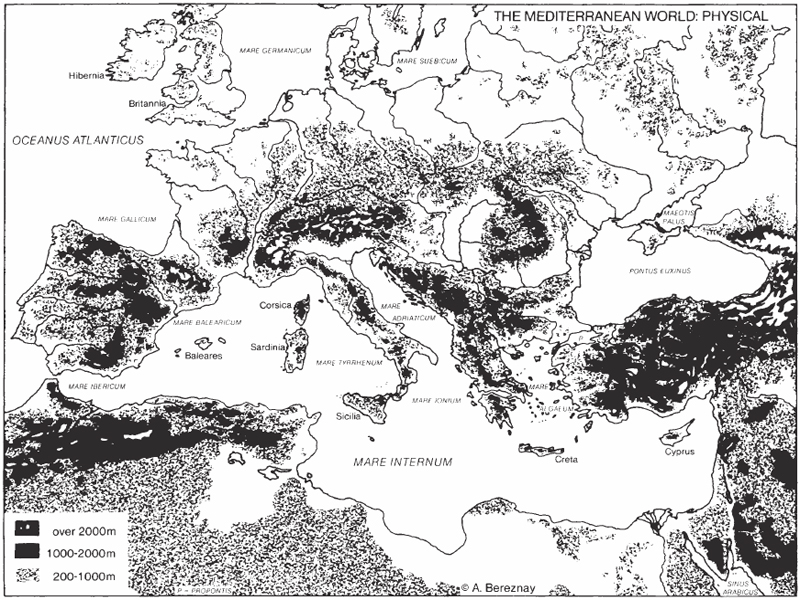 THE MEDITERRANEAN WORLD: PHYSICAL
MARE GERMANICUM
MARE SUEBICUM
Hibernia
Britannia
OCEANUS ATLANTICUS
MARE GALLICUM
MAEOTIS
PALUS
PONTUS EUXINUS
Corsica
MARE
ADRIATICUM
MARE BALEARICUM
P
Sardinia
Baleares
MARE TYRRHENUM
MARE IBERICUM
MARE
MARE IONIUM
ALGAEUM
Sicilia
MARE INTERNUM
Creta
Cyprus
over 2000m
1000-2000m
200-1000m
P = PROPONTIS
© A. Bereznay
SINUS
ARABICUS